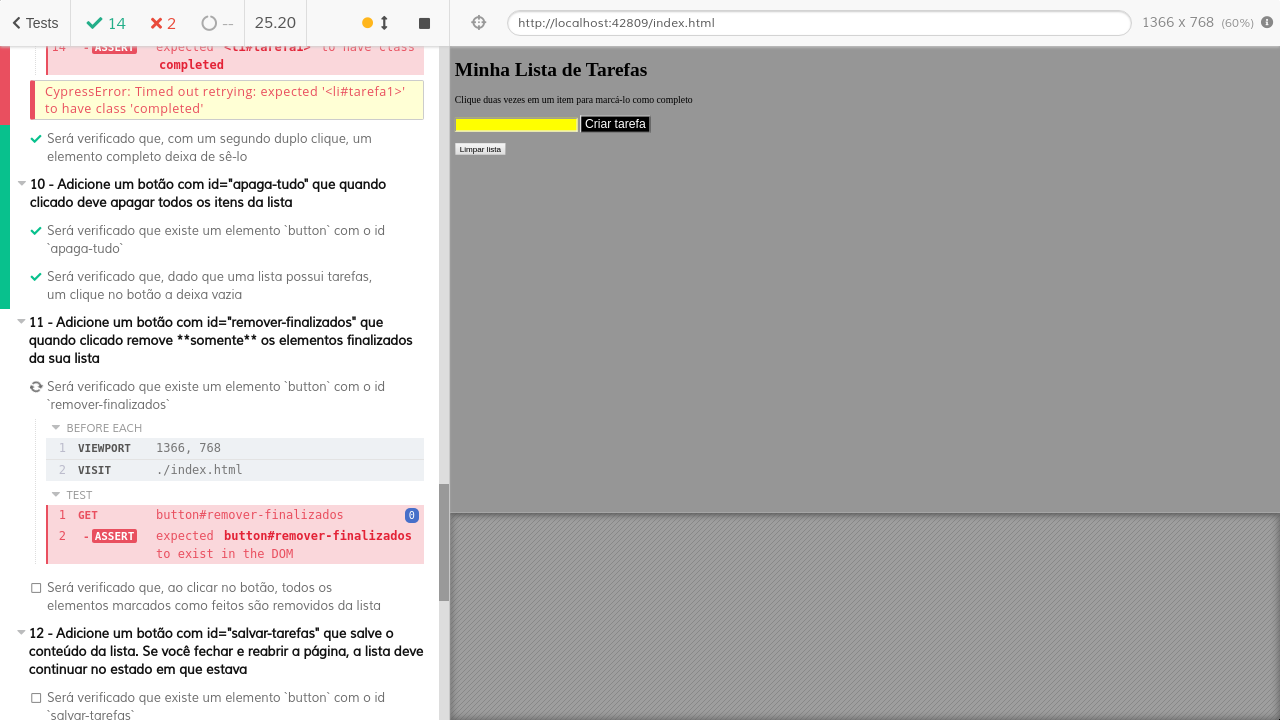 Tests
14
2
--
25.20
http://localhost:42809/index.html
1366 x 768 (60%)
14 - ASSERT expected <li#tarefa1> to have class
completed
CypressError: Timed out retrying: expected '<li#tarefa1>'
to have class 'completed'
Será verificado que, com um segundo duplo clique, um
elemento completo deixa de sê-lo
10 - Adicione um botão com id="apaga-tudo" que quando
clicado deve apagar todos os itens da lista
Será verificado que existe um elemento `button` com o id
`apaga-tudo`
Será verificado que, dado que uma lista possui tarefas,
um clique no botão a deixa vazia
11 - Adicione um botão com id="remover-finalizados" que
quando clicado remove **somente** os elementos finalizados
da sua lista
Será verificado que existe um elemento `button` com o id
`remover-finalizados`
BEFORE EACH
1 VIEWPORT 1366, 768
2 VISIT ./index.html
TEST
1 GET button#remover-finalizados 0
2 - ASSERT expected button#remover-finalizados
to exist in the DOM
Será verificado que, ao clicar no botão, todos os
elementos marcados como feitos são removidos da lista
12 - Adicione um botão com id="salvar-tarefas" que salve o
conteúdo da lista. Se você fechar e reabrir a página, a lista deve
continuar no estado em que estava
Será verificado que existe um elemento `button` com o id
`salvar-tarefas`
Minha Lista de Tarefas
Clique duas vezes em um item para marcá-lo como completo
Criar tarefa
Limpar lista